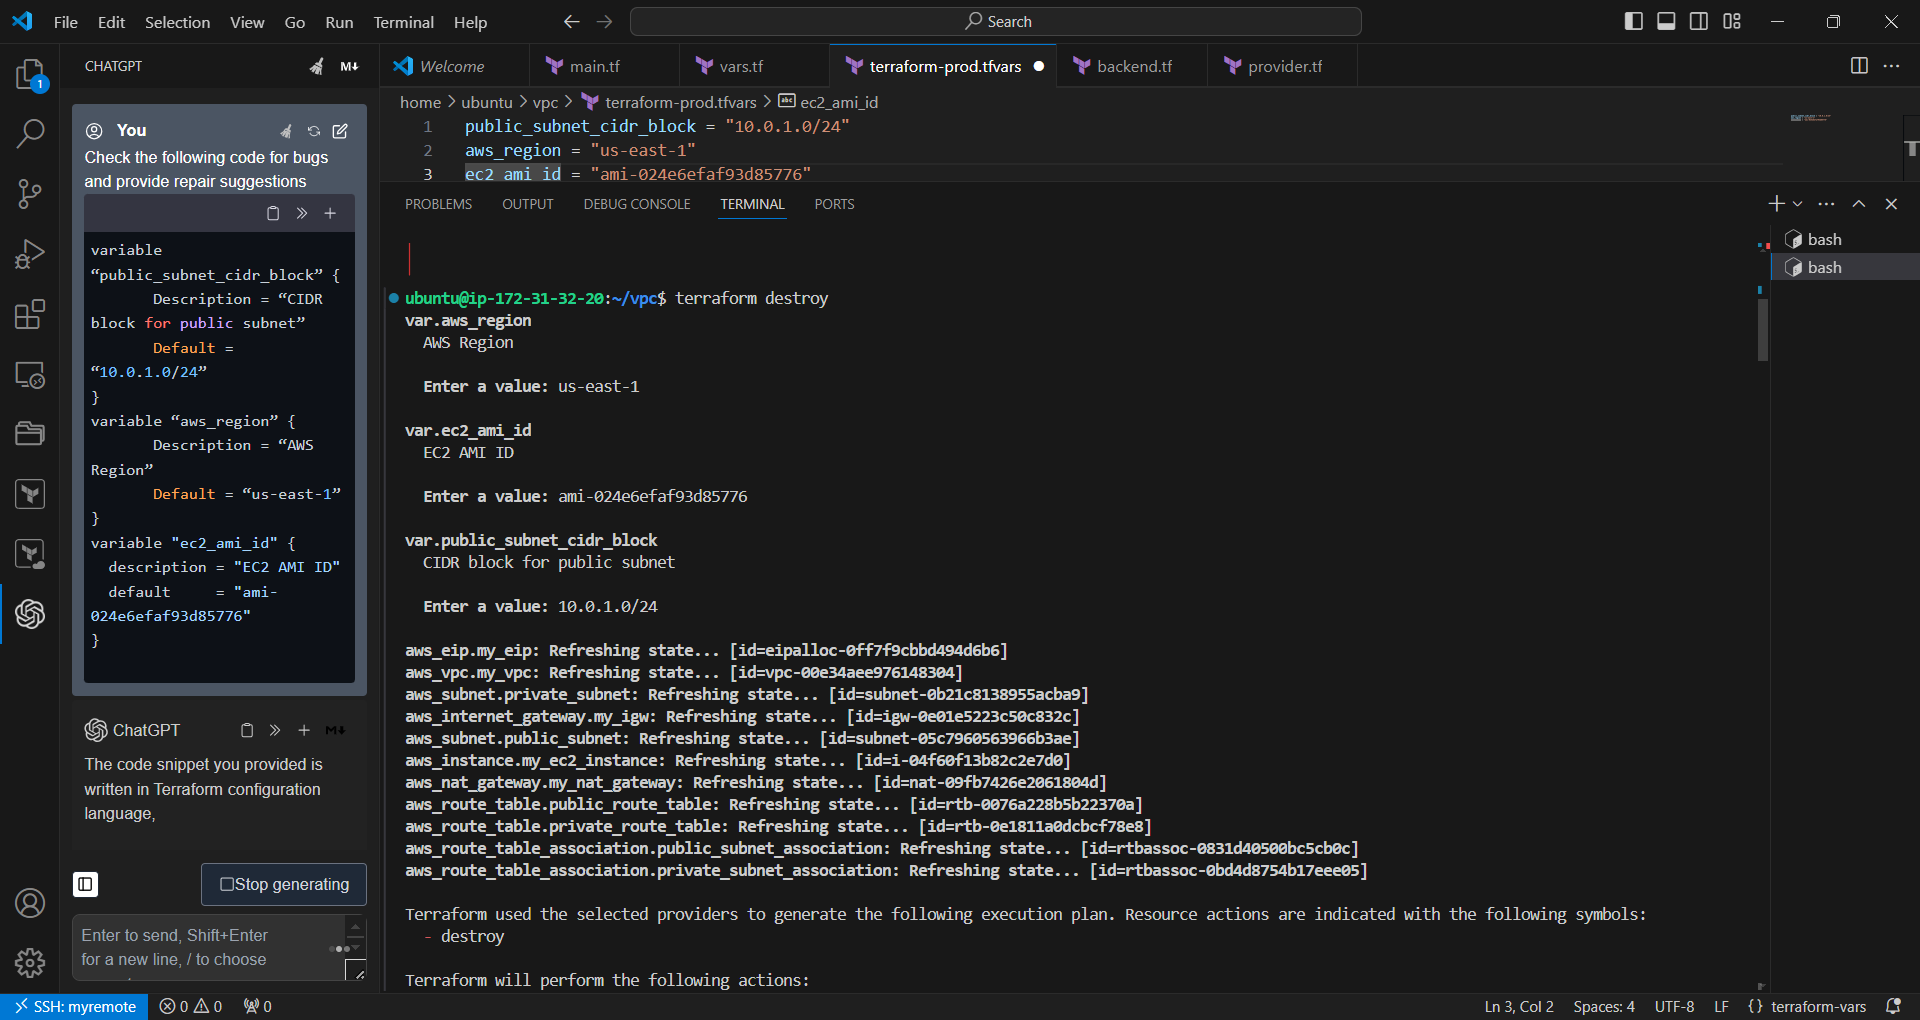 File Edit Selection View Go Run Terminal Help
Search
CHATGPT
M↓
Welcome
main.tf
vars.tf
terraform-prod.tfvars
backend.tf
provider.tf
home > ubuntu > vpc > terraform-prod.tfvars > abc ec2_ami_id
1 public_subnet_cidr_block = "10.0.1.0/24"
2 aws_region = "us-east-1"
3 ec2_ami_id = "ami-024e6efaf93d85776"
1
You
Check the following code for bugs
and provide repair suggestions
variable
“public_subnet_cidr_block” {
Description = “CIDR
block for public subnet”
Default =
“10.0.1.0/24”
}
variable “aws_region” {
Description = “AWS
Region”
Default = “us-east-1”
}
variable "ec2_ami_id" {
description = "EC2 AMI ID"
default = "ami-
024e6efaf93d85776"
}
ChatGPT
M↓
The code snippet you provided is
written in Terraform configuration
language,
Stop generating
Enter to send, Shift+Enter
for a new line, / to choose
PROBLEMS OUTPUT DEBUG CONSOLE TERMINAL PORTS
bash
bash
ubuntu@ip-172-31-32-20:~/vpc$ terraform destroy
var.aws_region
AWS Region
Enter a value: us-east-1
var.ec2_ami_id
EC2 AMI ID
Enter a value: ami-024e6efaf93d85776
var.public_subnet_cidr_block
CIDR block for public subnet
Enter a value: 10.0.1.0/24
aws_eip.my_eip: Refreshing state... [id=eipalloc-0ff7f9cbbd494d6b6]
aws_vpc.my_vpc: Refreshing state... [id=vpc-00e34aee976148304]
aws_subnet.private_subnet: Refreshing state... [id=subnet-0b21c8138955acba9]
aws_internet_gateway.my_igw: Refreshing state... [id=igw-0e01e5223c50c832c]
aws_subnet.public_subnet: Refreshing state... [id=subnet-05c7960563966b3ae]
aws_instance.my_ec2_instance: Refreshing state... [id=i-04f60f13b82c2e7d0]
aws_nat_gateway.my_nat_gateway: Refreshing state... [id=nat-09fb7426e2061804d]
aws_route_table.public_route_table: Refreshing state... [id=rtb-0076a228b5b22370a]
aws_route_table.private_route_table: Refreshing state... [id=rtb-0e1811a0dcbcf78e8]
aws_route_table_association.public_subnet_association: Refreshing state... [id=rtbassoc-0831d40500bc5cb0c]
aws_route_table_association.private_subnet_association: Refreshing state... [id=rtbassoc-0bd4d8754b17eee05]
Terraform used the selected providers to generate the following execution plan. Resource actions are indicated with the following symbols:
- destroy
Terraform will perform the following actions:
SSH: myremote
0 0
0
Ln 3, Col 2
Spaces: 4
UTF-8
LF
{} terraform-vars